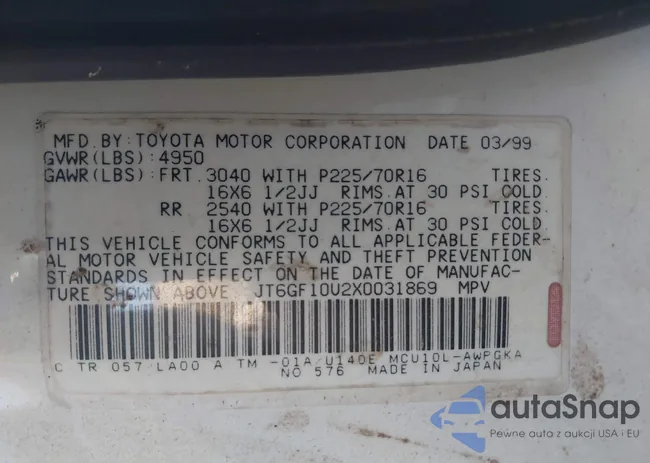 MFD.BY:TOYOTA MOTOR CORPORATION DATE 03/99
GVWR(LBS):4950
GAWR(LBS):FRT.3040 WITH P225/70R16 TIRES.
16X6 1/2JJ RIMS.AT 30 PSI COLD.
RR 2540 WITH P225/70R16 TIRES.
16X6 1/2JJ RIMS.AT 30 PSI COLD.
THIS VEHICLE CONFORMS TO ALL APPLICABLE FEDER-
AL MOTOR VEHICLE SAFETY AND THEFT PREVENTION
STANDARDS IN EFFECT ON THE DATE OF MANUFAC-
TURE SHOWN ABOVE. JT6GF10U2X0031869 MPV
C TR 057/LA00 A TM -01A/U140E MCU10L-AWPGKA
NO 576 MADE IN JAPAN
autaSnap
Pewne auta z aukcji USA i EU